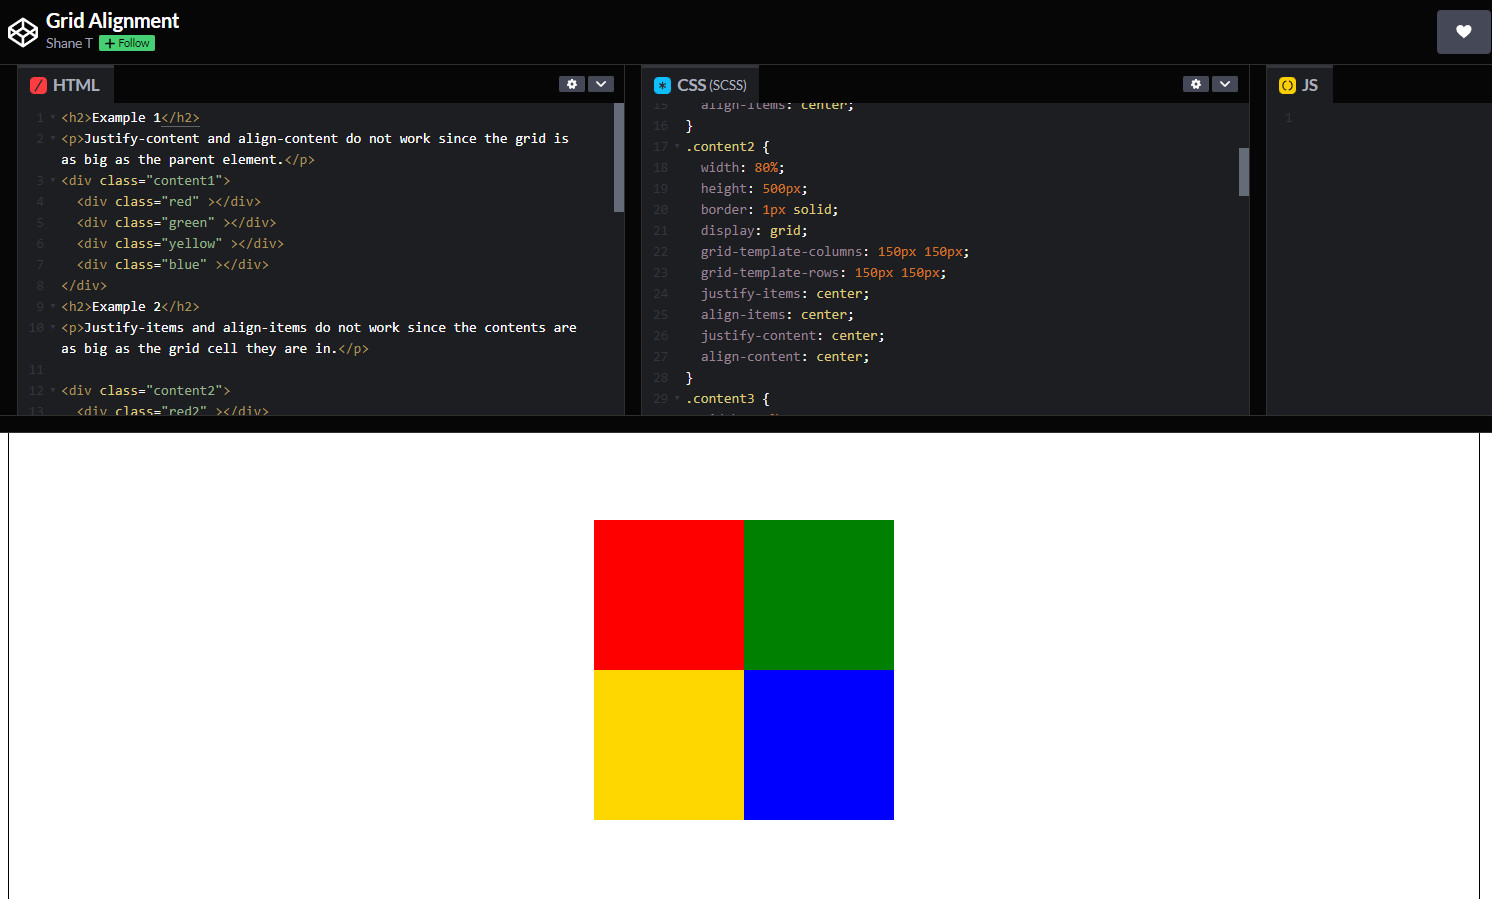 Grid Alignment
Shane T + Follow
HTML
1 <h2>Example 1</h2>
2 <p>Justify-content and align-content do not work since the grid is
as big as the parent element.</p>
3 <div class="content1">
4 <div class="red" ></div>
5 <div class="green" ></div>
6 <div class="yellow" ></div>
7 <div class="blue" ></div>
8 </div>
9 <h2>Example 2</h2>
10 <p>Justify-items and align-items do not work since the contents are
as big as the grid cell they are in.</p>
11
12 <div class="content2">
13 <div class="red2" ></div>
CSS (SCSS)
15 align-items: center;
16 }
17 .content2 {
18 width: 80%;
19 height: 500px;
20 border: 1px solid;
21 display: grid;
22 grid-template-columns: 150px 150px;
23 grid-template-rows: 150px 150px;
24 justify-items: center;
25 align-items: center;
26 justify-content: center;
27 align-content: center;
28 }
29 .content3 {
JS
1